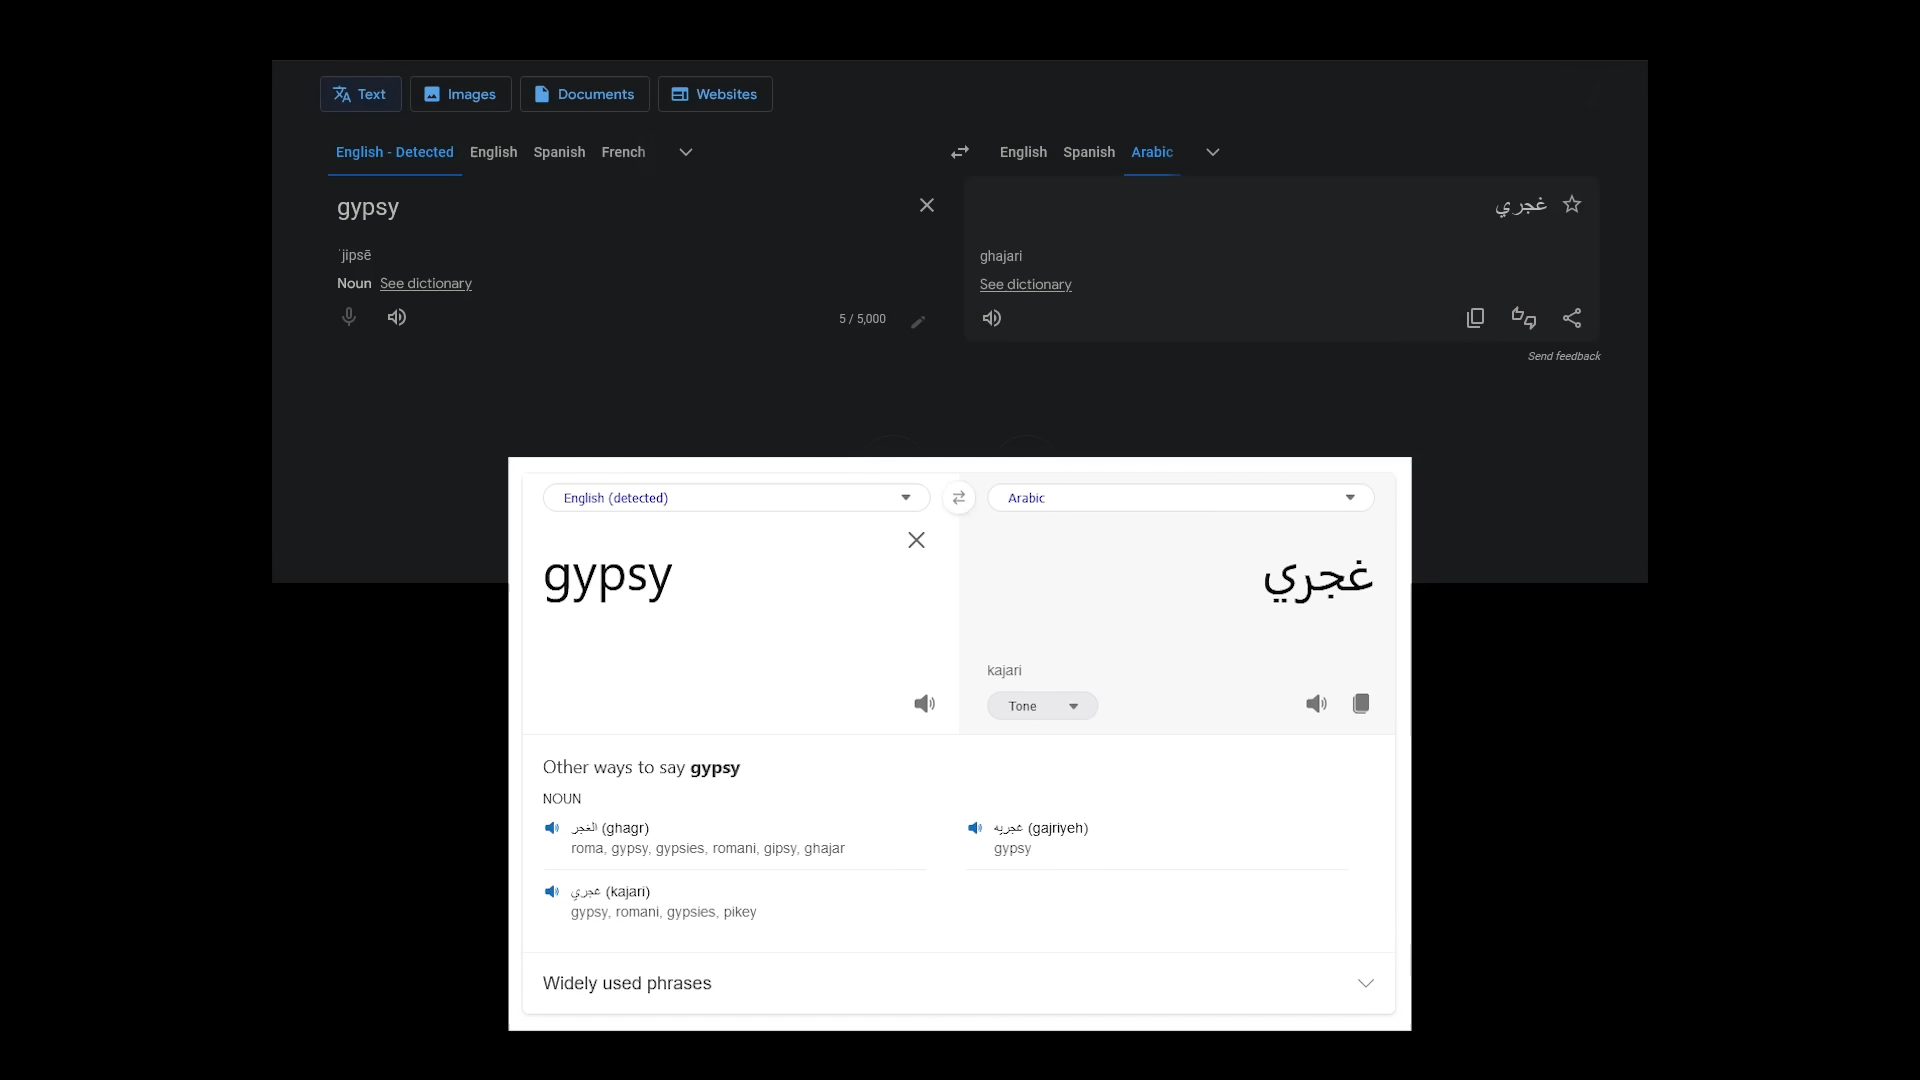 Text Images Documents Websites
English - Detected English Spanish French
English Spanish Arabic
gypsy
ˈjipsē
Noun See dictionary
5 / 5,000
غجري
ghajari
See dictionary
Send feedback
English (detected)
Arabic
gypsy
غجري
kajari
Tone
Other ways to say gypsy
NOUN
الغجر (ghagr)
roma, gypsy, gypsies, romani, gipsy, ghajar
غجريه (gajriyeh)
gypsy
غجري (kajari)
gypsy, romani, gypsies, pikey
Widely used phrases